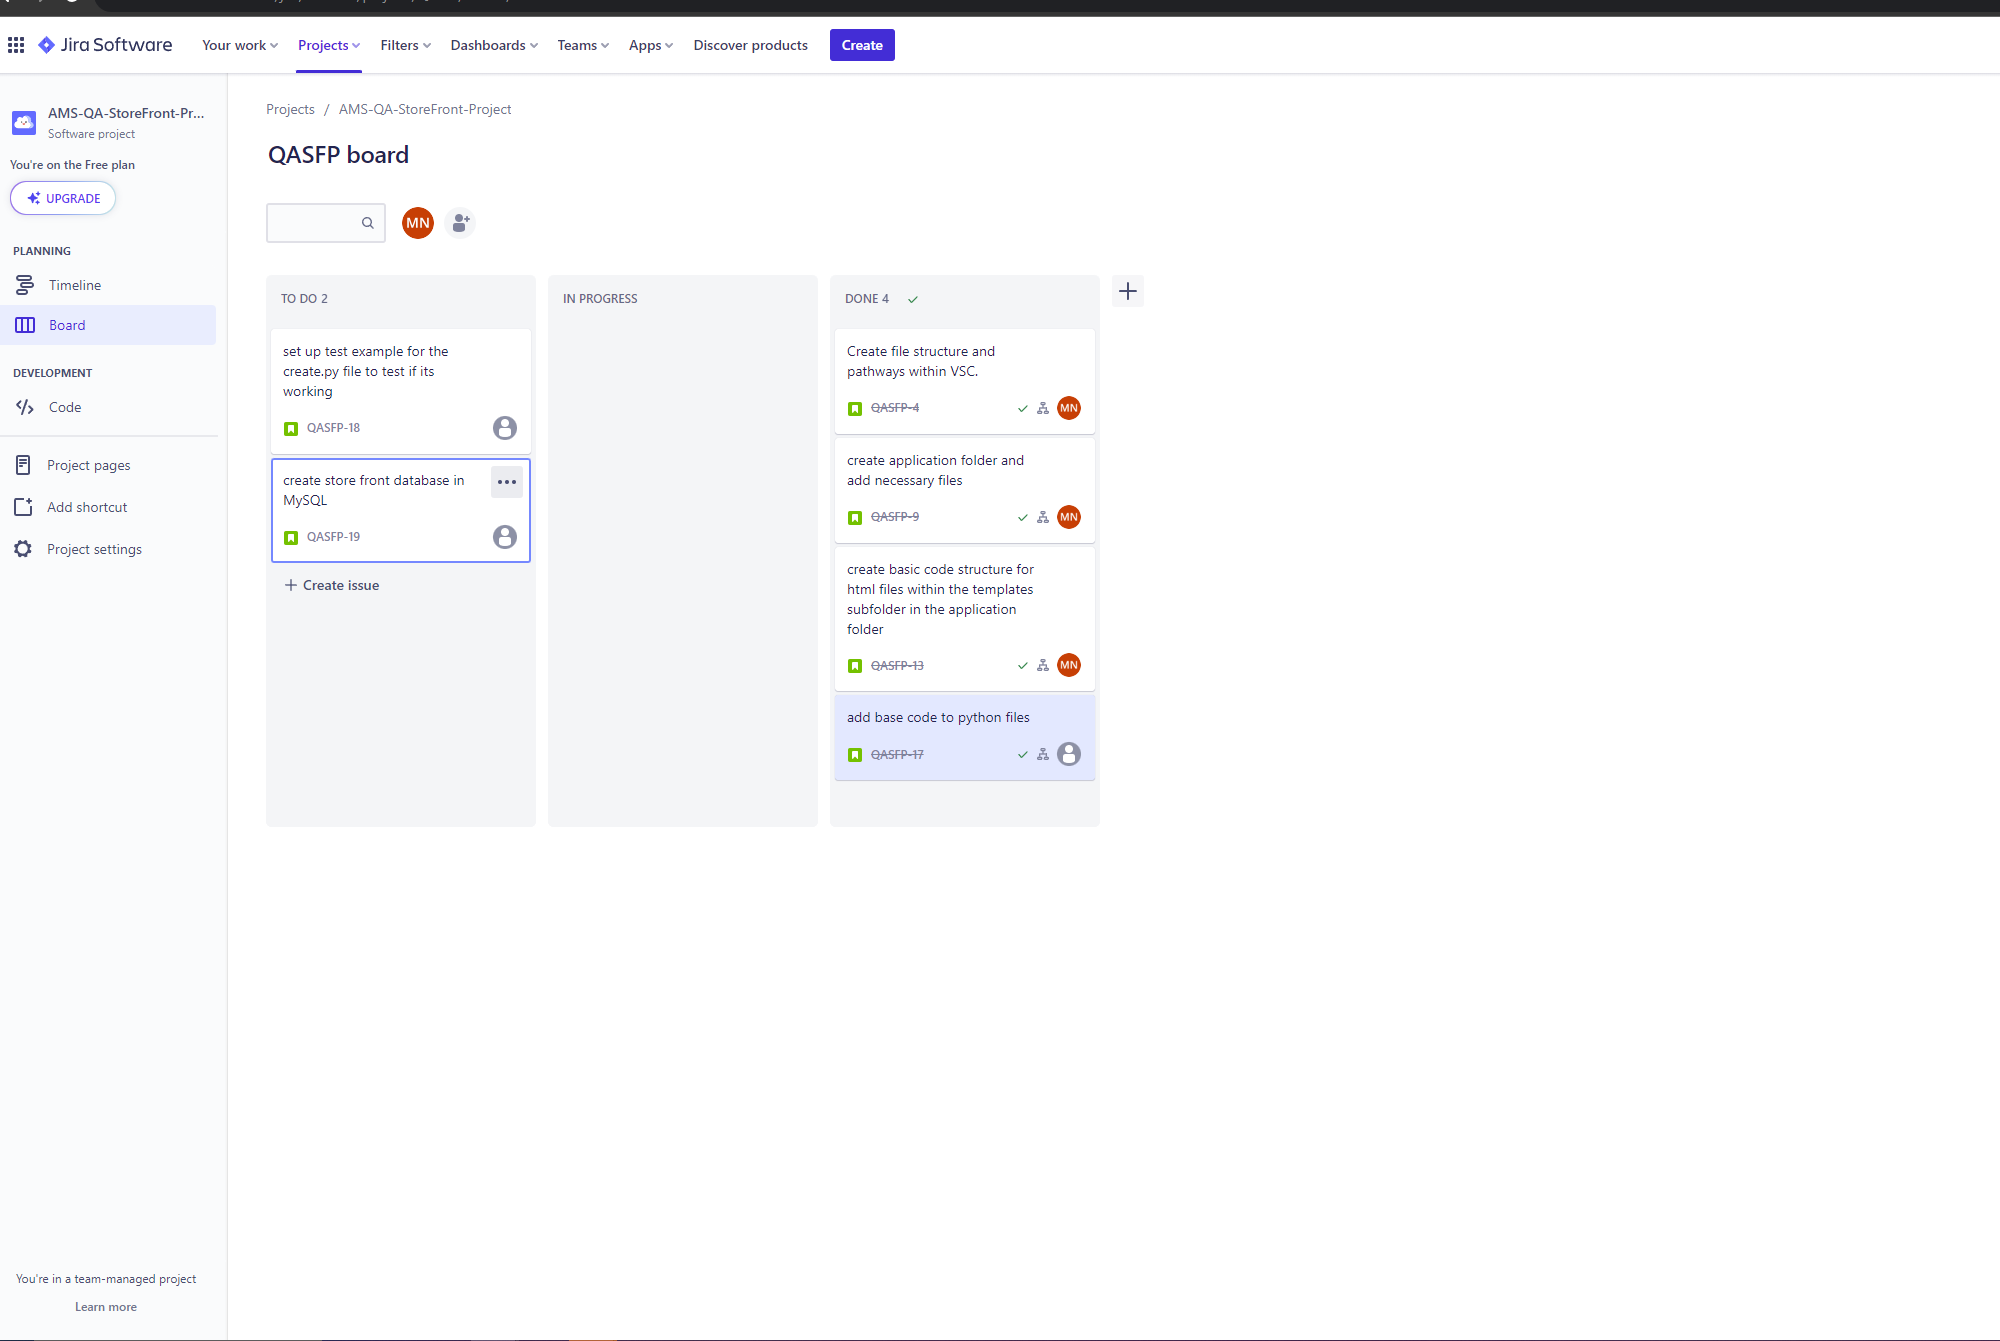 Jira Software
Your work
Projects
Filters
Dashboards
Teams
Apps
Discover products
Create
AMS-QA-StoreFront-Pr...
Software project
You're on the Free plan
UPGRADE
PLANNING
Timeline
Board
DEVELOPMENT
Code
Project pages
Add shortcut
Project settings
You're in a team-managed project
Learn more
Projects / AMS-QA-StoreFront-Project
QASFP board
MN
TO DO 2
set up test example for the
create.py file to test if its
working
QASFP-18
create store front database in
MySQL
QASFP-19
Create issue
IN PROGRESS
DONE 4
Create file structure and
pathways within VSC.
QASFP-4
MN
create application folder and
add necessary files
QASFP-9
MN
create basic code structure for
html files within the templates
subfolder in the application
folder
QASFP-13
MN
add base code to python files
QASFP-17